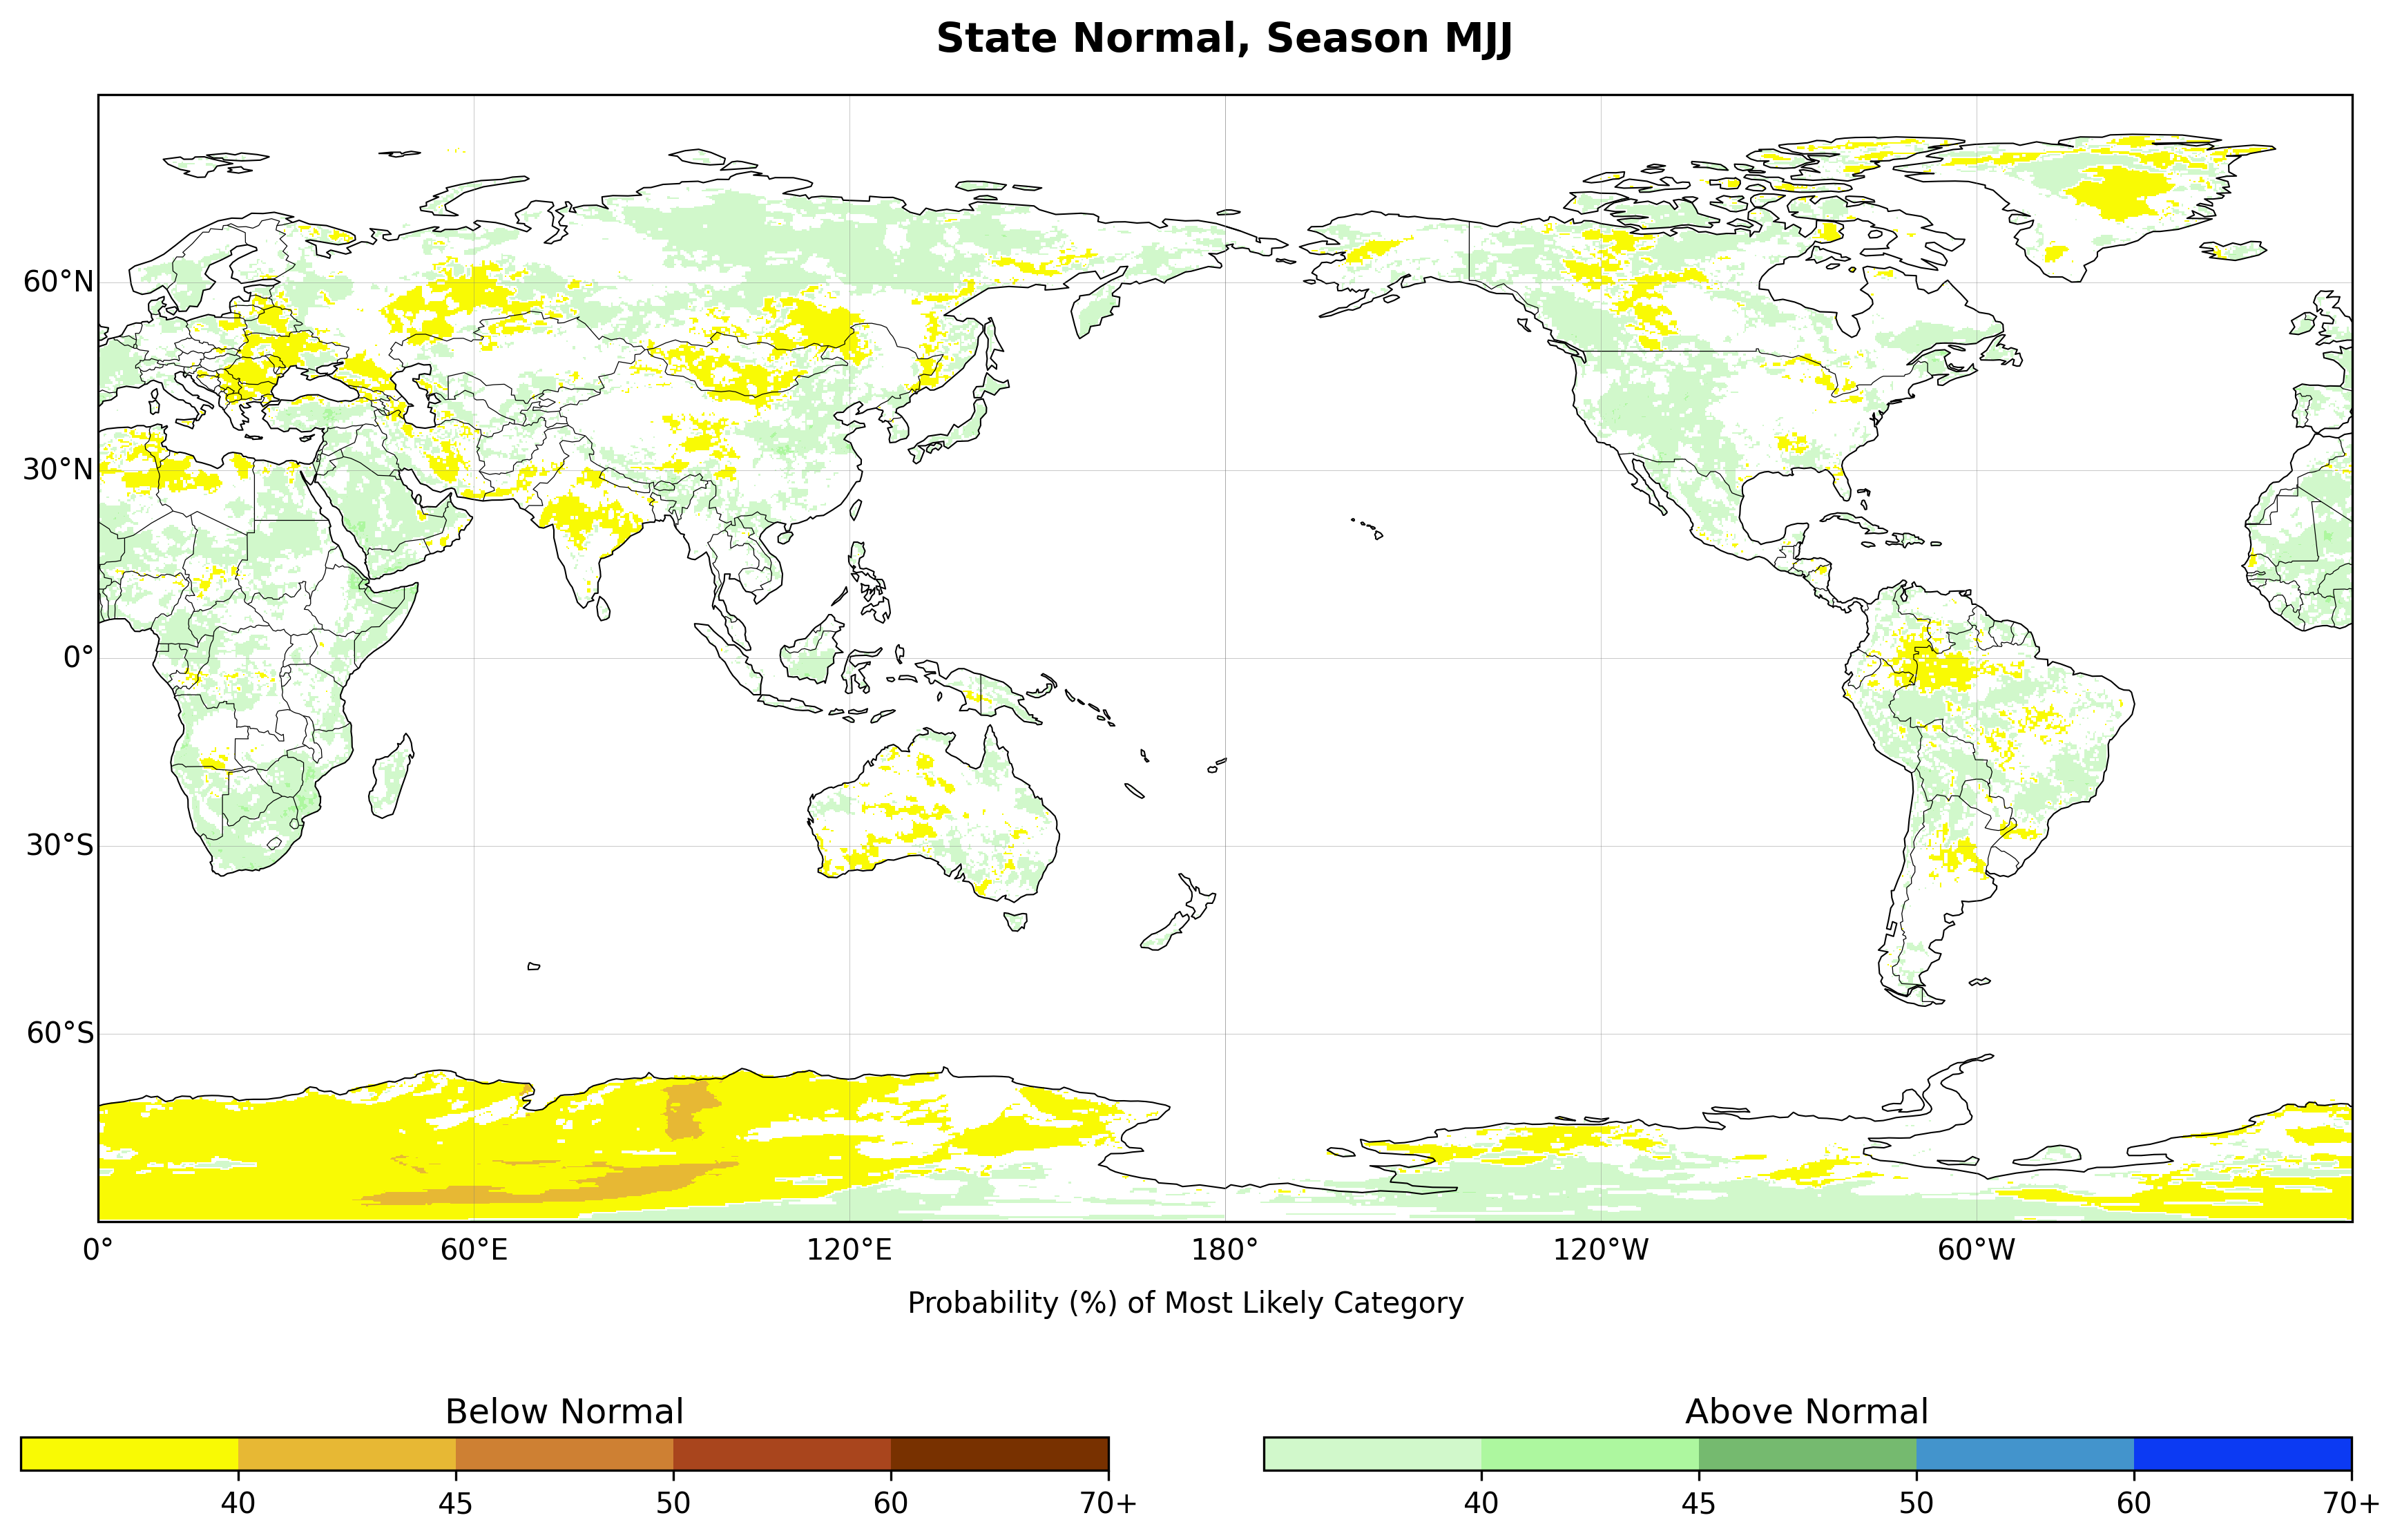 State Normal, Season MJJ
60°N
30°N
0°
30°S
60°S
0° 60°E 120°E 180° 120°W 60°W
Probability (%) of Most Likely Category
Below Normal
40 45 50 60 70+
Above Normal
40 45 50 60 70+